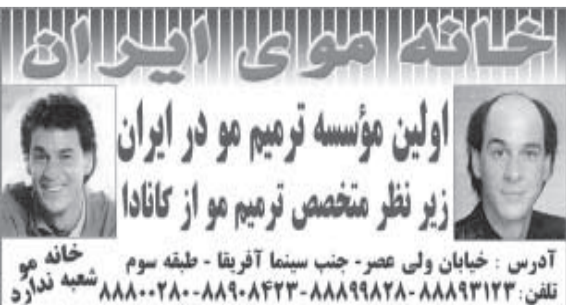 خانه موی ایران
اولین مؤسسه ترمیم مو در ایران
زیر نظر متخصص ترمیم مو از کانادا
آدرس : خیابان ولی عصر- جنب سینما آفریقا - طبقه سوم
تلفن: ۸۸۸۹۳۱۲۳ - ۸۸۸۹۹۸۲۸ - ۸۸۹۰۸۴۲۳ - ۸۸۸۰۰۲۸۰
خانه مو
شعبه ندارد